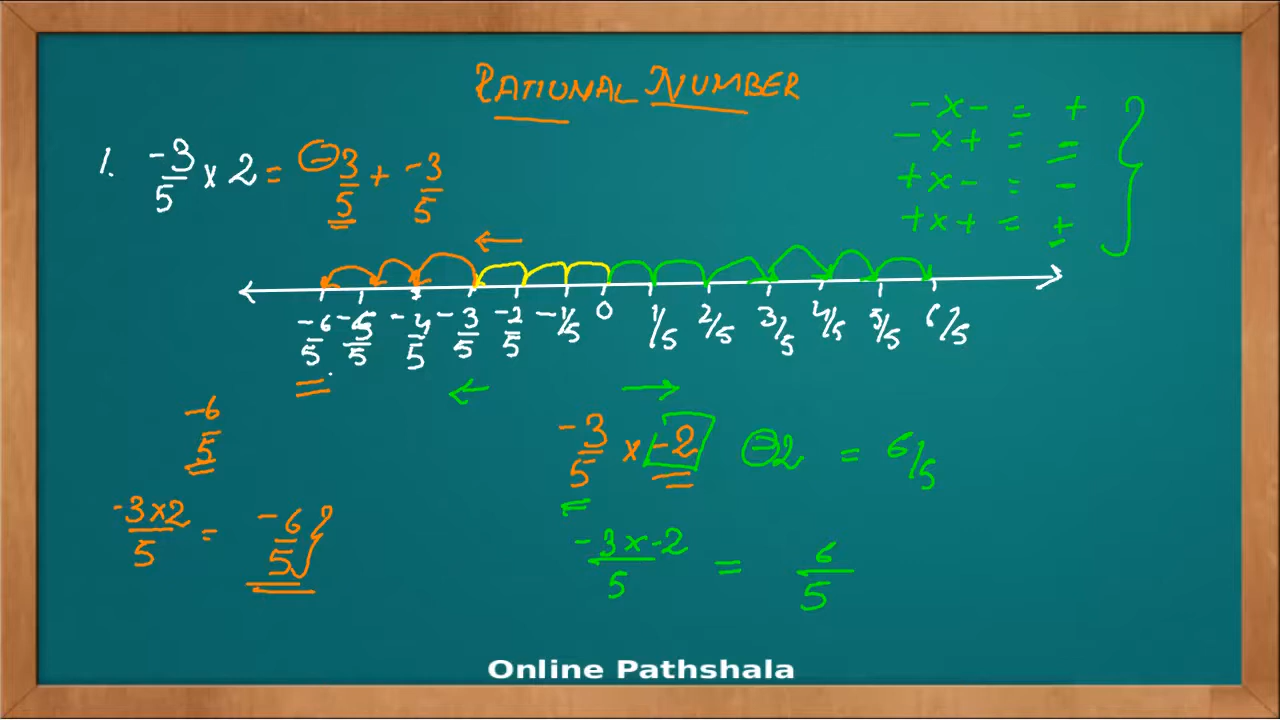 RATIONAL NUMBER
- x - = +
- x + = -
+ x - = -
+ x + = +
1. -3/5 x 2 = -3/5 + -3/5
-6/5 -5/5 -4/5 -3/5 -2/5 -1/5 0 1/5 2/5 3/5 4/5 5/5 6/5
-6/5
-3/5 x -2 -2 = 6/5
-3x2/5 = -6/5
-3 x -2/5 = 6/5
Online Pathshala